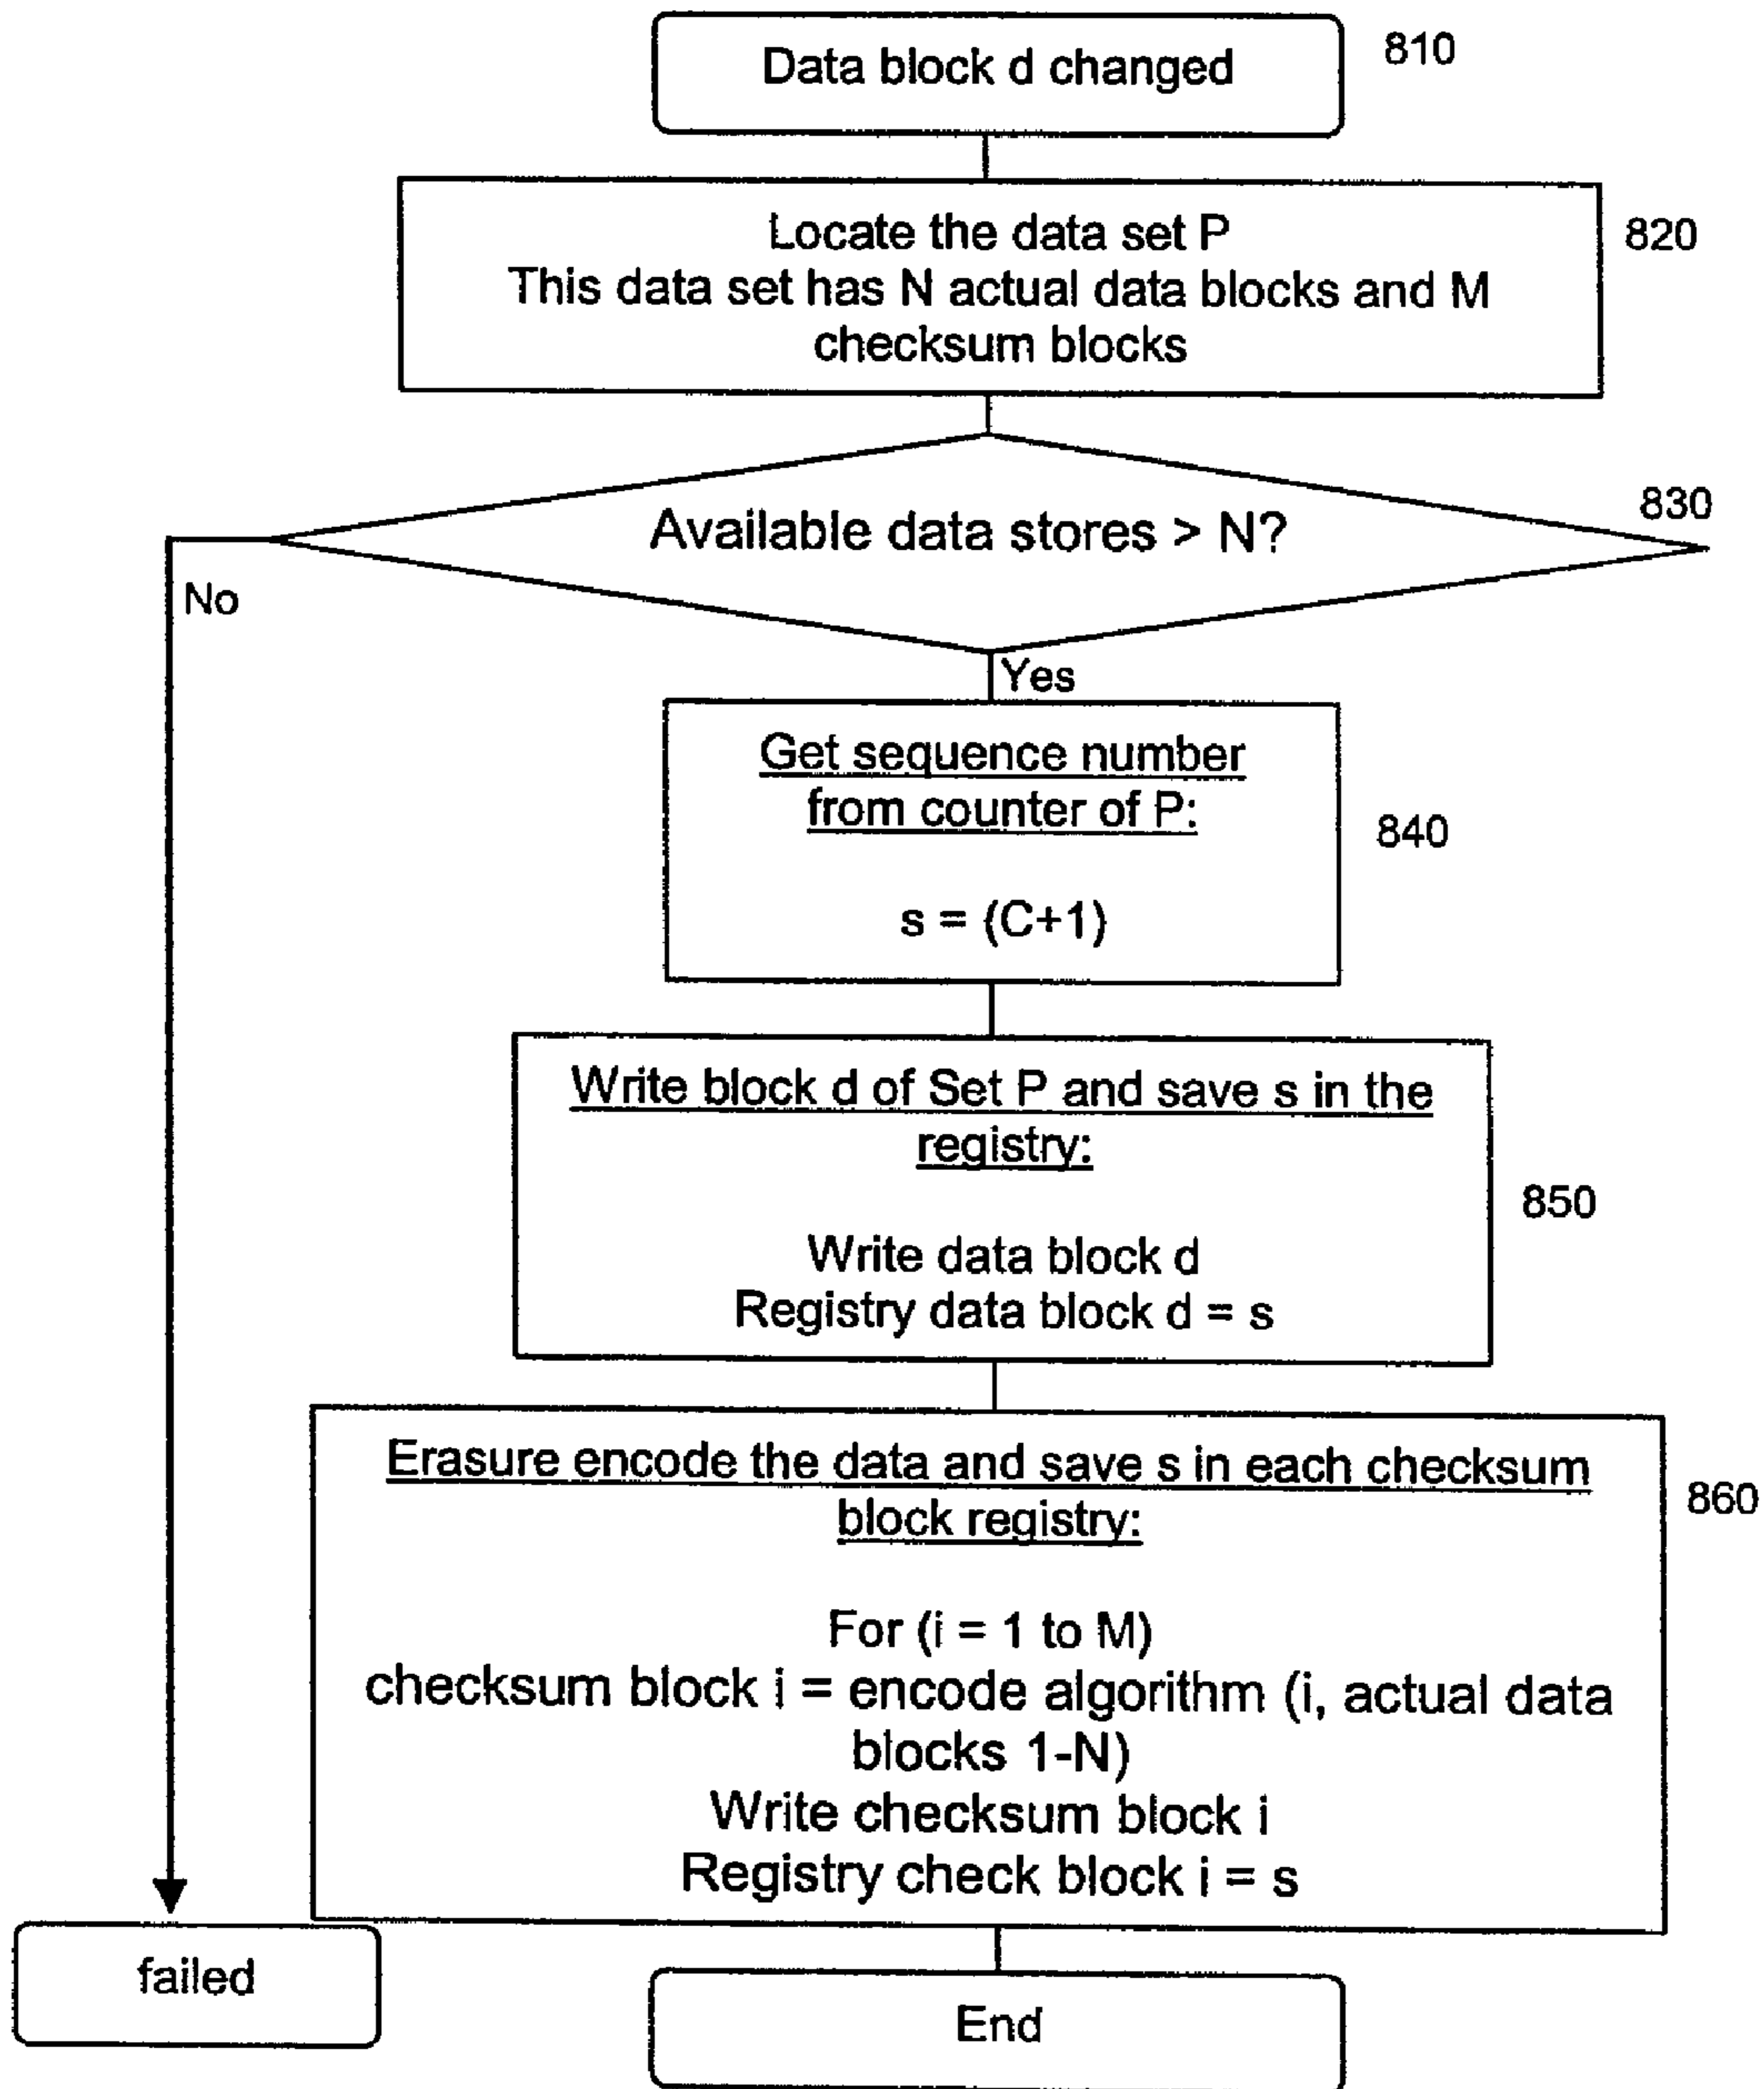 Data block d changed
810
Locate the data set P
This data set has N actual data blocks and M
checksum blocks
820
Available data stores > N?
830
No
Yes
Get sequence number
from counter of P:
s = (C+1)
840
Write block d of Set P and save s in the
registry:
Write data block d
Registry data block d = s
850
Erasure encode the data and save s in each checksum
block registry:
For (i = 1 to M)
checksum block i = encode algorithm (i, actual data
blocks 1-N)
Write checksum block i
Registry check block i = s
860
failed
End